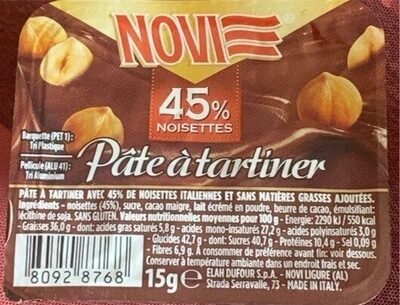 NOVI
®
45%
NOISETTES
Barquette (PET 1):
Tri Plastique
Pellicule (ALU 41):
Tri Aluminium
Pâte à tartiner
PÂTE À TARTINER AVEC 45% DE NOISETTES ITALIENNES ET SANS MATIÈRES GRASSES AJOUTÉES.
Ingrédients - noisettes (45%), sucre, cacao maigre, lait écrémé en poudre, beurre de cacao, émulsifiant:
lécithine de soja. SANS GLUTEN. Valeurs nutritionnelles moyennes pour 100 g - Energie: 2290 kJ / 550 kcal
- Graisses 36,0 g - dont: acides gras saturés 5,8 g - acides mono-insaturés 27,2 g - acides polyinsaturés 3,0 g
- Glucides 42,7 g - dont: Sucres 40,7 g - Protéines 10,4 g - Sel 0,09 g
- Fibres 6,9 g. À consommer de préférence avant fin: voir dessous.
Conserver à température ambiante dans un endroit frais et sec.
8092 8768
15g e
ELAH DUFOUR S.p.A. - NOVI LIGURE (AL)
Strada Serravalle, 73 - MADE IN ITALY.